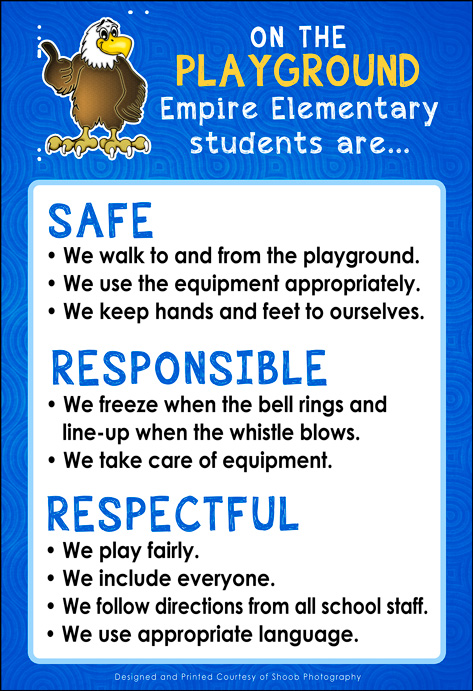 ON THE
PLAYGROUND
Empire Elementary
students are...
SAFE
• We walk to and from the playground.
• We use the equipment appropriately.
• We keep hands and feet to ourselves.
RESPONSIBLE
• We freeze when the bell rings and
line-up when the whistle blows.
• We take care of equipment.
RESPECTFUL
• We play fairly.
• We include everyone.
• We follow directions from all school staff.
• We use appropriate language.
Designed and Printed Courtesy of Shoob Photography